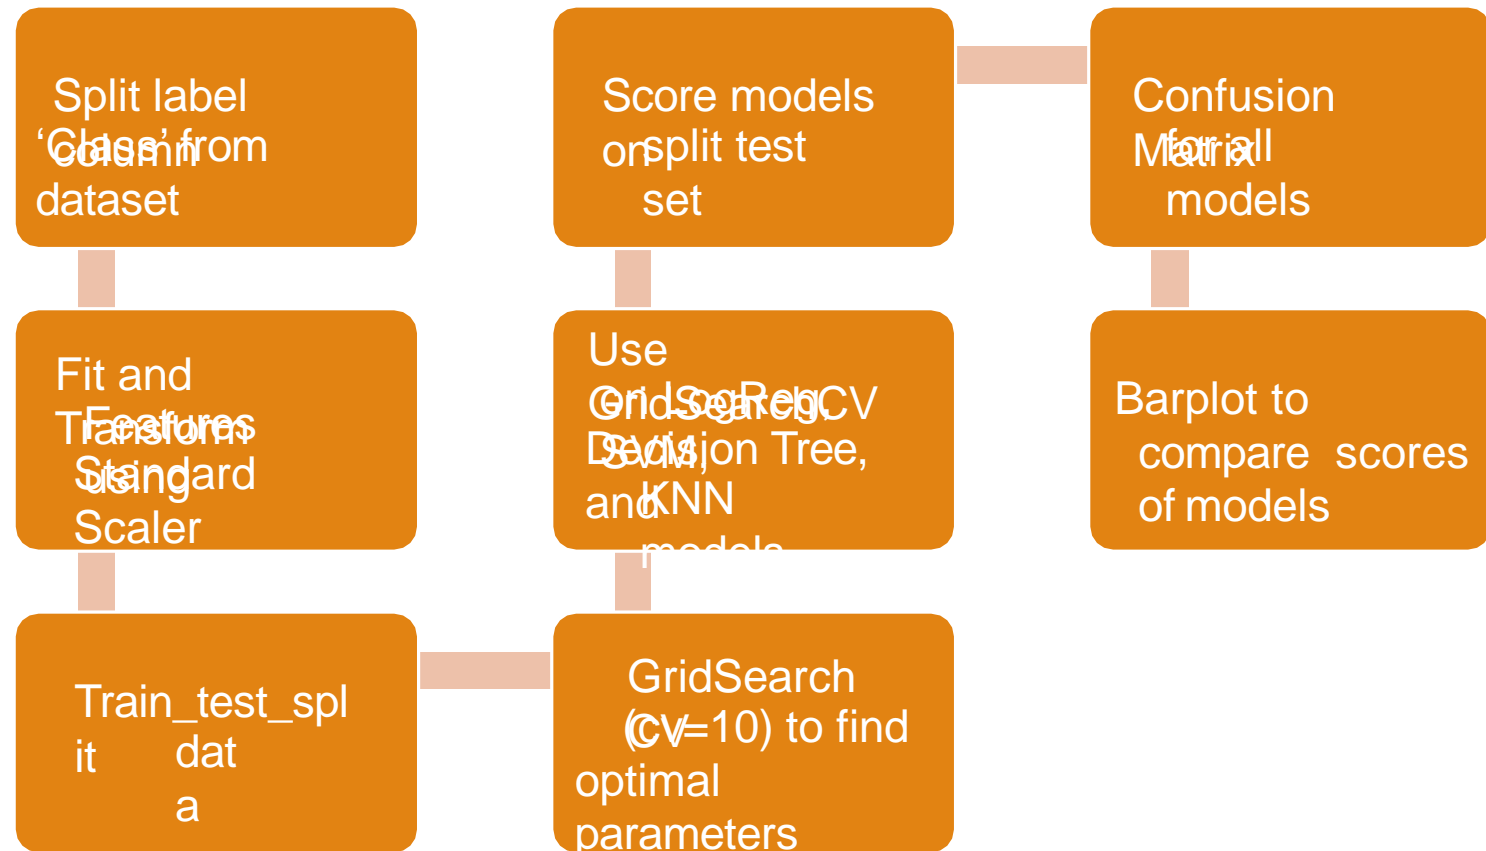 Split label
column
‘Class’ from
dataset
Fit and
Transform
Features
using
Standard
Scaler
Train_test_spl
it
dat
a
GridSearch
CV
(cv=10) to find
optimal
parameters
Use
GridSearchCV
on LogReg,
SVM,
Decision Tree,
and
KNN
models
Score models
on
split test
set
Confusion
Matrix
for all
models
Barplot to
compare scores
of models